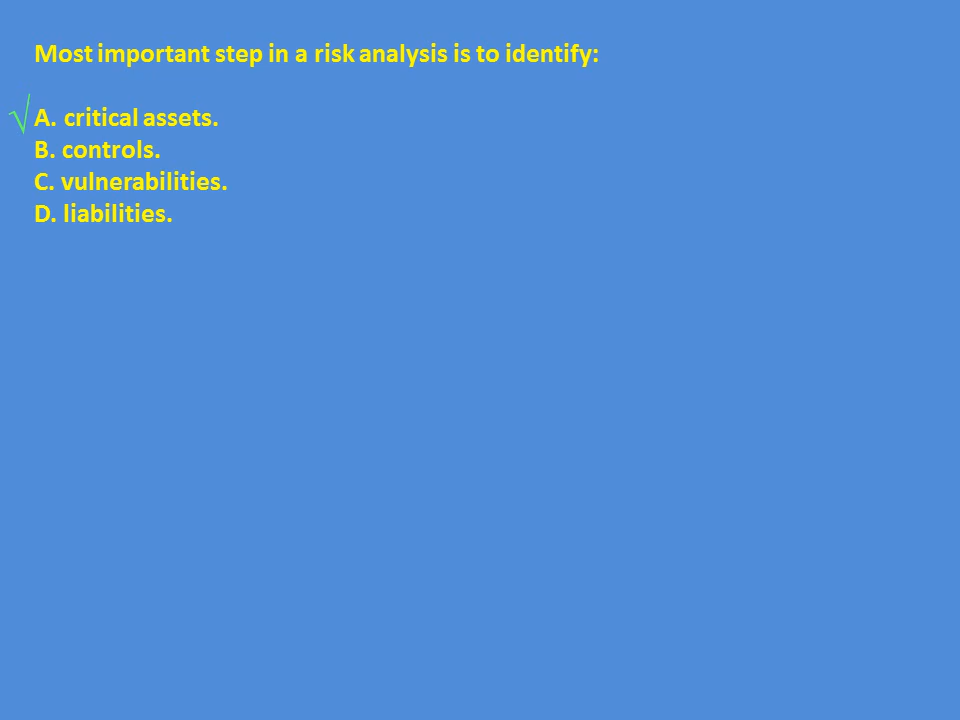 Most important step in a risk analysis is to identify:
√ A. critical assets.
B. controls.
C. vulnerabilities.
D. liabilities.